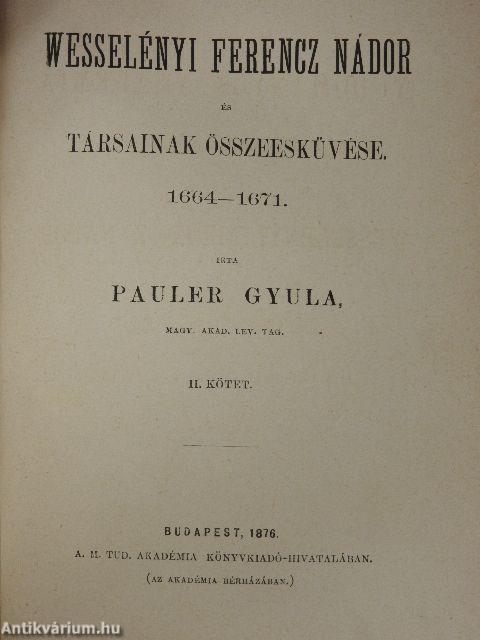 WESSELÉNYI FERENCZ NÁDOR
ÉS
TÁRSAINAK ÖSSZEESKÜVÉSE.
1664—1671.
IRTA
PAULER GYULA,
MAGY. AKAD. LEV. TAG.
II. KÖTET.
BUDAPEST, 1876.
A. M. TUD. AKADÉMIA KÖNYVKIADÓ-HIVATALÁBAN.
(AZ AKADÉMIA BÉRHÁZÁBAN.)
Antikvárium.hu